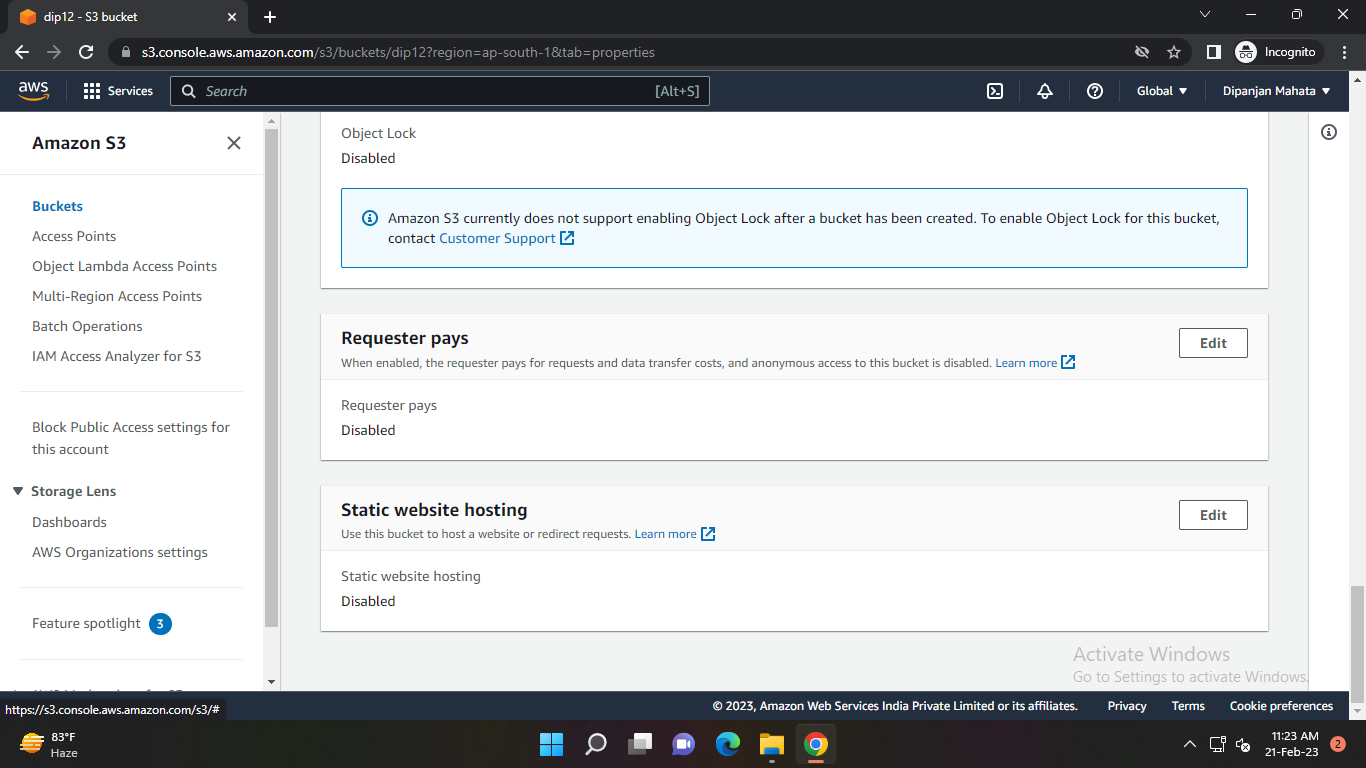 dip12 - S3 bucket
s3.console.aws.amazon.com/s3/buckets/dip12?region=ap-south-1&tab=properties
Incognito
aws
Services
Search
[Alt+S]
Global
Dipanjan Mahata
Amazon S3
Buckets
Access Points
Object Lambda Access Points
Multi-Region Access Points
Batch Operations
IAM Access Analyzer for S3
Block Public Access settings for
this account
Storage Lens
Dashboards
AWS Organizations settings
Feature spotlight 3
Object Lock
Disabled
Amazon S3 currently does not support enabling Object Lock after a bucket has been created. To enable Object Lock for this bucket,
contact Customer Support
Requester pays
Edit
When enabled, the requester pays for requests and data transfer costs, and anonymous access to this bucket is disabled. Learn more
Requester pays
Disabled
Static website hosting
Edit
Use this bucket to host a website or redirect requests. Learn more
Static website hosting
Disabled
Activate Windows
Go to Settings to activate Windows.
https://s3.console.aws.amazon.com/s3/#
© 2023, Amazon Web Services India Private Limited or its affiliates.
Privacy
Terms
Cookie preferences
83°F
Haze
11:23 AM
21-Feb-23
2